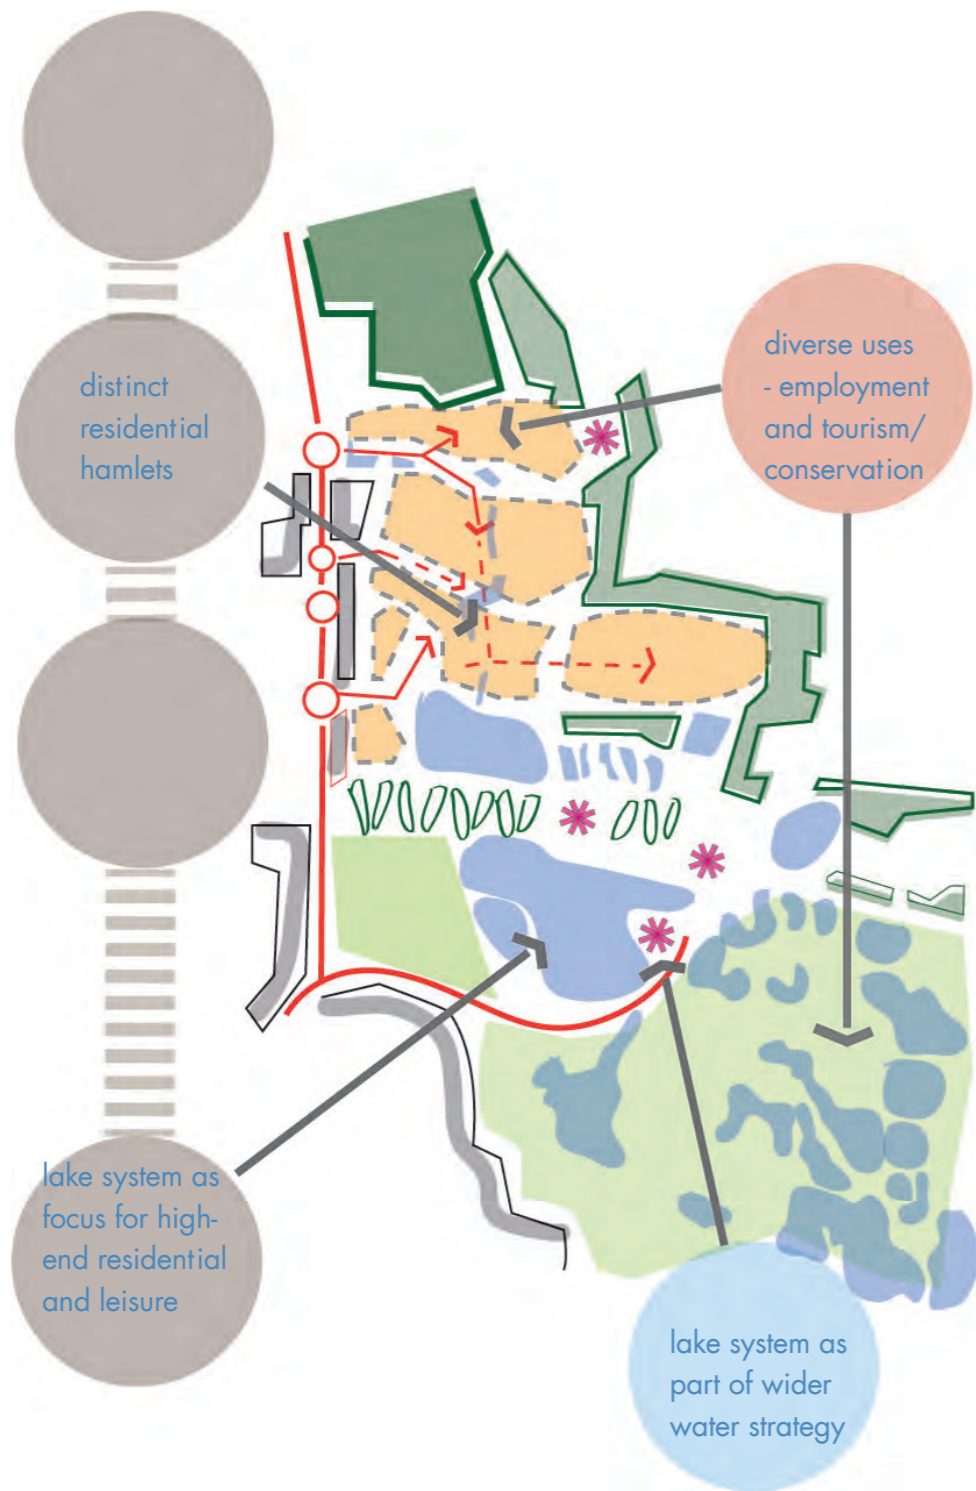 distinct
residential
hamlets
diverse uses
- employment
and tourism/
conservation
lake system as
focus for high-
end residential
and leisure
lake system as
part of wider
water strategy